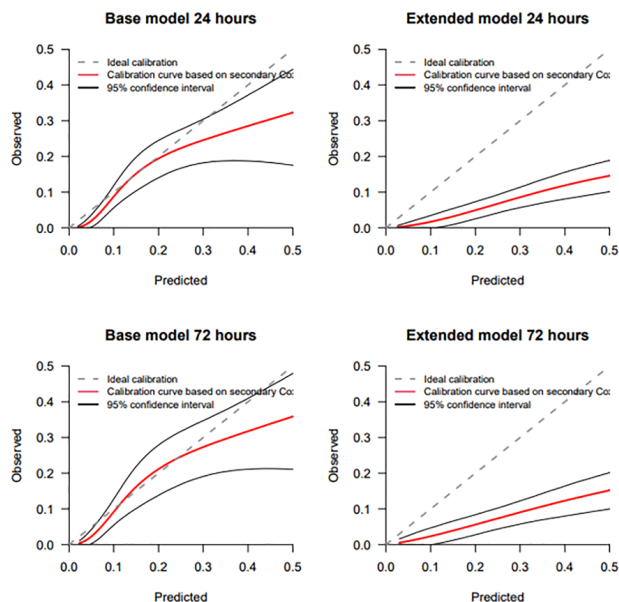 Base model 24 hours
Extended model 24 hours
Observed
0.5
0.4
0.3
0.2
0.1
0.0
Ideal calibration
Calibration curve based on secondary Co
95% confidence interval
0.0 0.1 0.2 0.3 0.4 0.5
Predicted
Observed
0.5
0.4
0.3
0.2
0.1
0.0
Ideal calibration
Calibration curve based on secondary Co
95% confidence interval
0.0 0.1 0.2 0.3 0.4 0.5
Predicted
Base model 72 hours
Extended model 72 hours
Observed
0.5
0.4
0.3
0.2
0.1
0.0
Ideal calibration
Calibration curve based on secondary Co
95% confidence interval
0.0 0.1 0.2 0.3 0.4 0.5
Predicted
Observed
0.5
0.4
0.3
0.2
0.1
0.0
Ideal calibration
Calibration curve based on secondary Co
95% confidence interval
0.0 0.1 0.2 0.3 0.4 0.5
Predicted